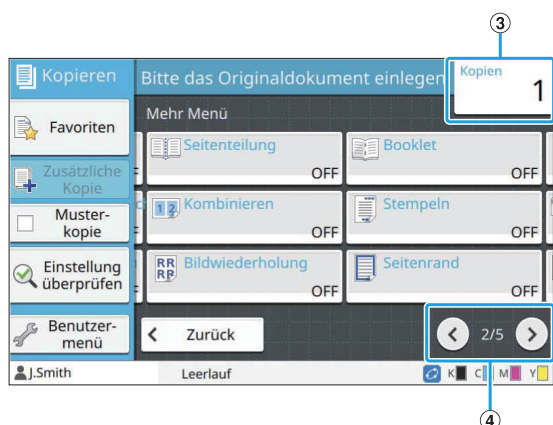 ③
Kopieren
Bitte das Originaldokument einlegen
Kopien
1
Mehr Menü
Favoriten
Seitenteilung
OFF
Booklet
OFF
Zusätzliche
Kopie
Kombinieren
OFF
Stempeln
OFF
Muster-
kopie
Einstellung
überprüfen
Bildwiederholung
OFF
Seitenrand
OFF
Benutzer-
menü
Zurück
2/5
J.Smith
Leerlauf
K C M Y
④